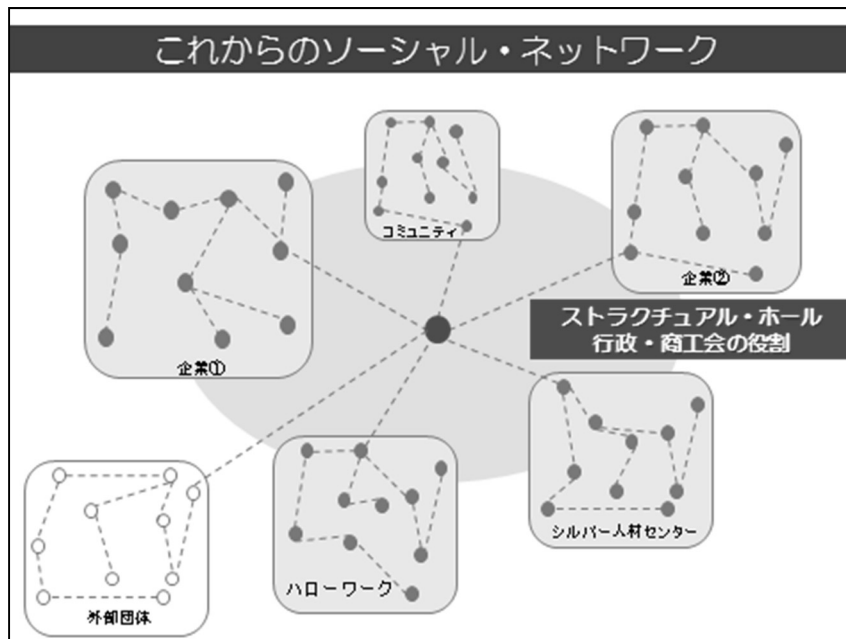 これからのソーシャル・ネットワーク
コミュニティ
企業②
企業①
ストラクチュアル・ホール
行政・商工会の役割
シルバー人材センター
ハローワーク
外部団体